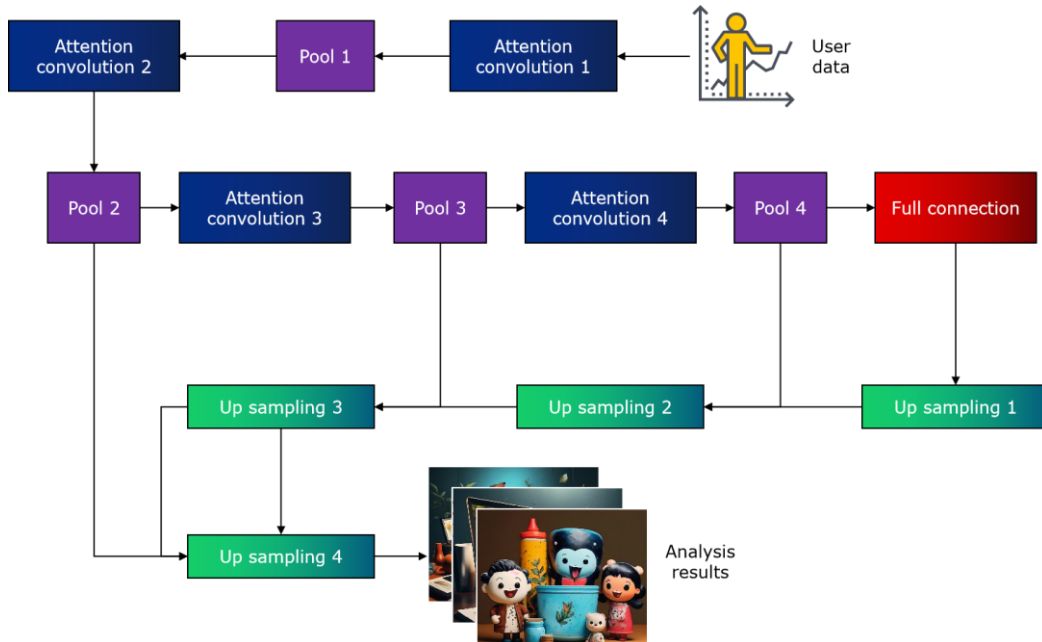 Attention
convolution 2
Pool 1
Attention
convolution 1
User
data
Pool 2
Attention
convolution 3
Pool 3
Attention
convolution 4
Pool 4
Full connection
Up sampling 3
Up sampling 2
Up sampling 1
Up sampling 4
Analysis
results